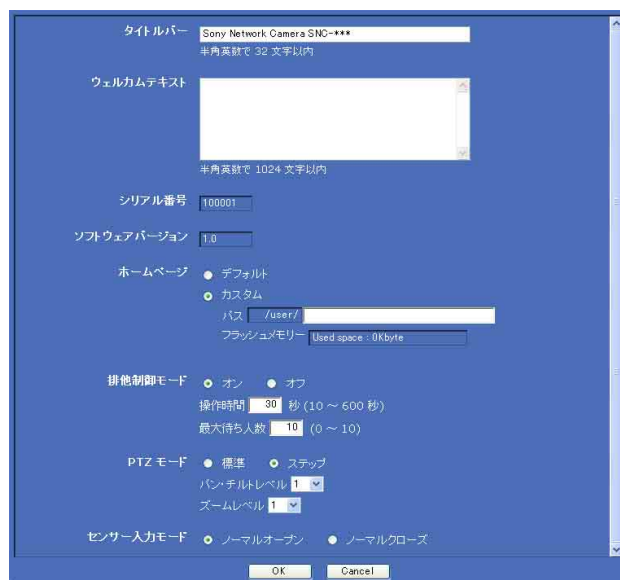 タイトルバー Sony Network Camera SNC-***
半角英数で 32 文字以内
ウェルカムテキスト
半角英数で 1024 文字以内
シリアル番号 100001
ソフトウェアバージョン 1.0
ホームページ デフォルト
カスタム
パス /user/
フラッシュメモリー Used space : 0Kbyte
排他制御モード オン オフ
操作時間 30 秒 (10 ～ 600 秒)
最大待ち人数 10 (0 ～ 10)
PTZ モード 標準 ステップ
パン・チルトレベル 1
ズームレベル 1
センサー入力モード ノーマルオープン ノーマルクローズ
OK Cancel